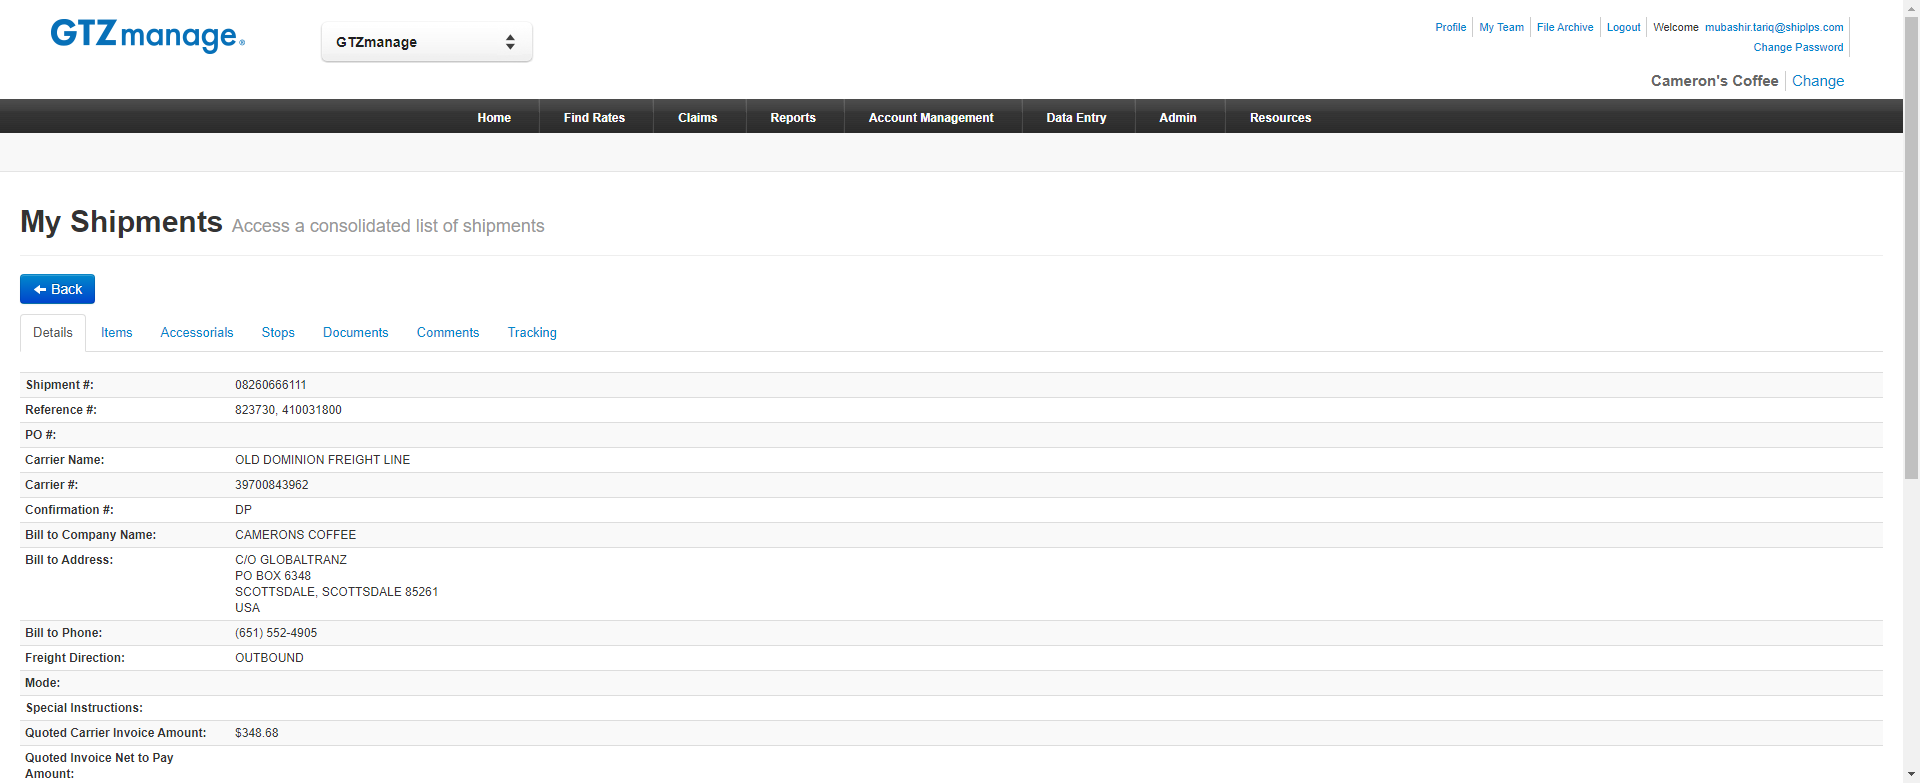 GTZmanage®
GTZmanage
Profile My Team File Archive Logout Welcome mubashir.tariq@shiplps.com
Change Password
Cameron's Coffee Change
Home Find Rates Claims Reports Account Management Data Entry Admin Resources
My Shipments Access a consolidated list of shipments
Back
Details Items Accessorials Stops Documents Comments Tracking
Shipment #: 08260666111
Reference #: 823730, 410031800
PO #:
Carrier Name: OLD DOMINION FREIGHT LINE
Carrier #: 39700843962
Confirmation #: DP
Bill to Company Name: CAMERONS COFFEE
Bill to Address: C/O GLOBALTRANZ
PO BOX 6348
SCOTTSDALE, SCOTTSDALE 85261
USA
Bill to Phone: (651) 552-4905
Freight Direction: OUTBOUND
Mode:
Special Instructions:
Quoted Carrier Invoice Amount: $348.68
Quoted Invoice Net to Pay
Amount: